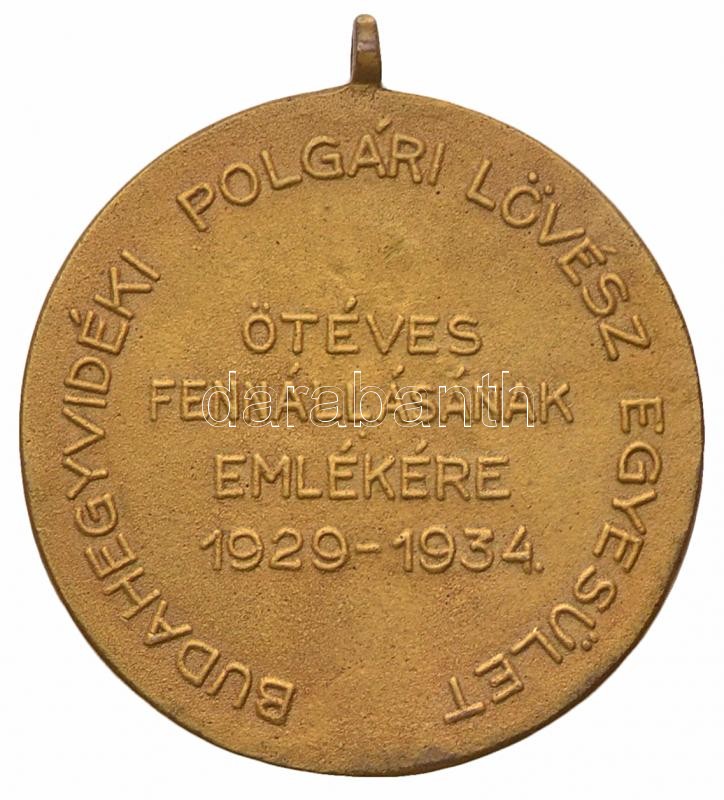 BUDAHEGYVIDÉKI POLGÁRI LÖVÉSZ EGYESÜLET
ÖTÉVES
FENNÁLLÁSÁNAK
EMLÉKÉRE
1929-1934.
darabanth